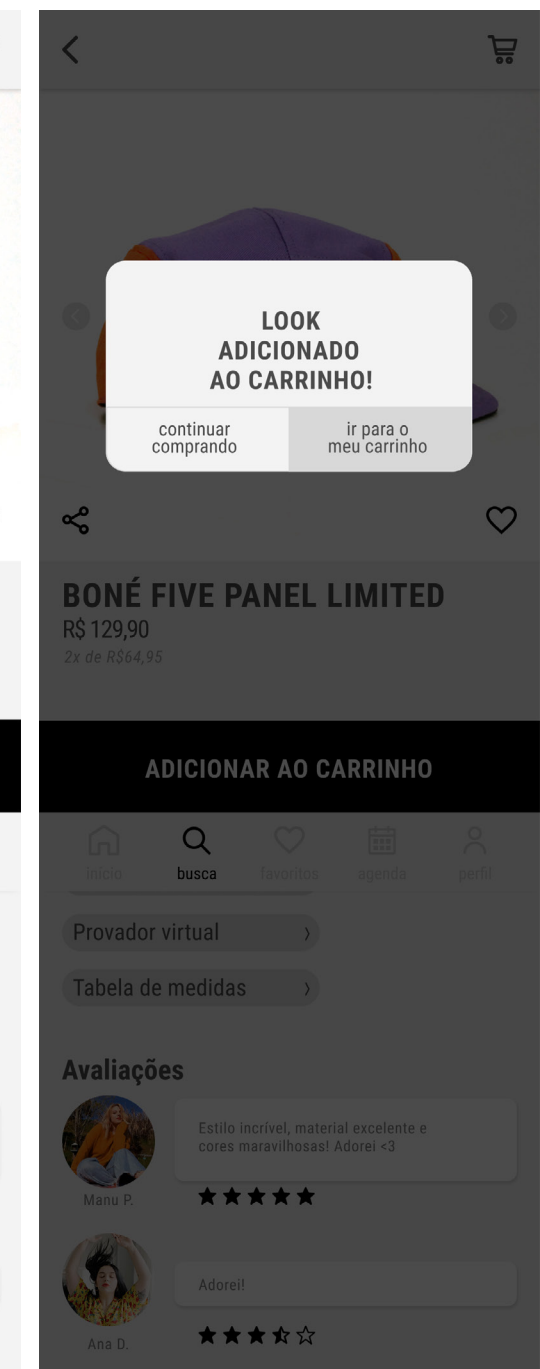 LOOK
ADICIONADO
AO CARRINHO!
continuar
comprando
ir para o
meu carrinho
BONÉ FIVE PANEL LIMITED
R$ 129,90
2x de R$64,95
ADICIONAR AO CARRINHO
início
busca
favoritos
agenda
perfil
Provador virtual
Tabela de medidas
Avaliações
Estilo incrível, material excelente e
cores maravilhosas! Adorei <3
Manu P.
Adorei!
Ana D.